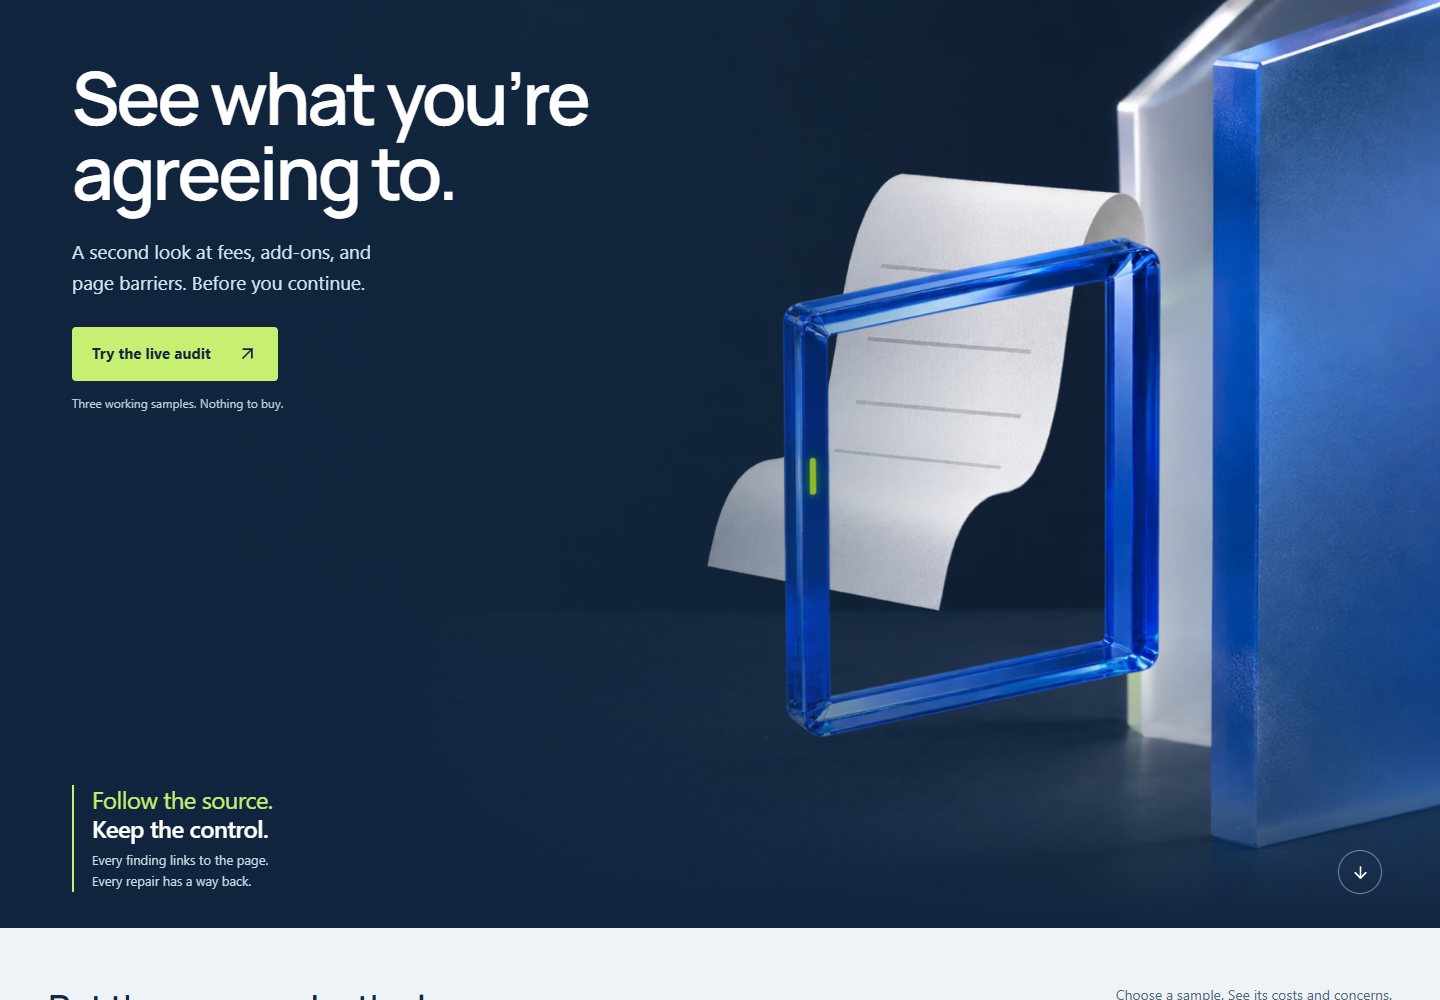 See what you’re
agreeing to.
A second look at fees, add-ons, and
page barriers. Before you continue.
Try the live audit
Three working samples. Nothing to buy.
Follow the source.
Keep the control.
Every finding links to the page.
Every repair has a way back.
Choose a sample. See its costs and concerns.